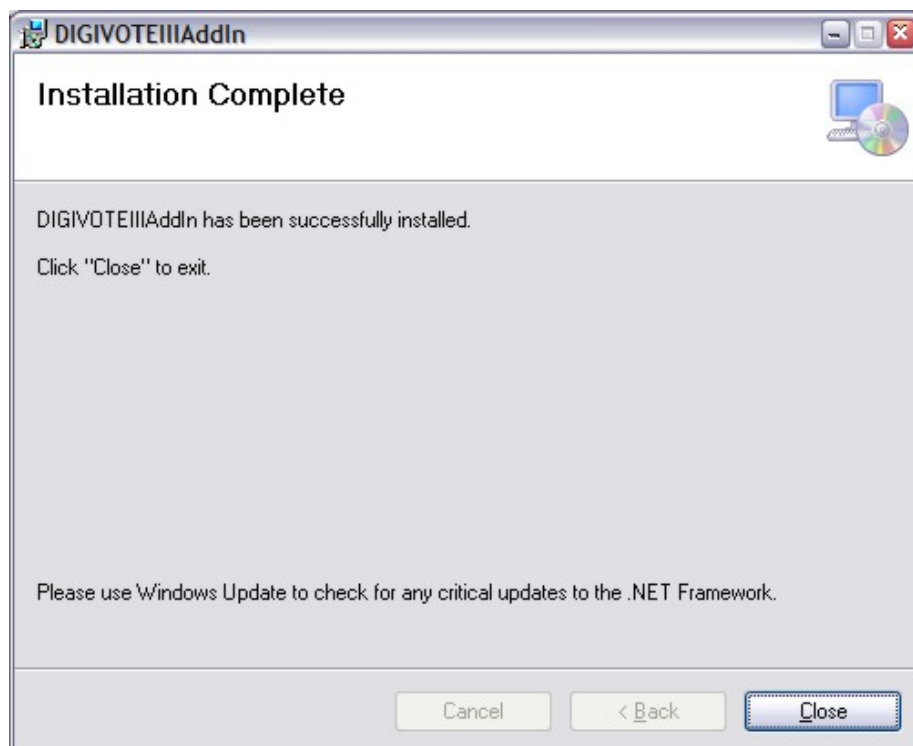 DIGIVOTEIIIAddIn
Installation Complete
DIGIVOTEIIIAddIn has been successfully installed.
Click "Close" to exit.
Please use Windows Update to check for any critical updates to the .NET Framework.
Cancel
< Back
Close